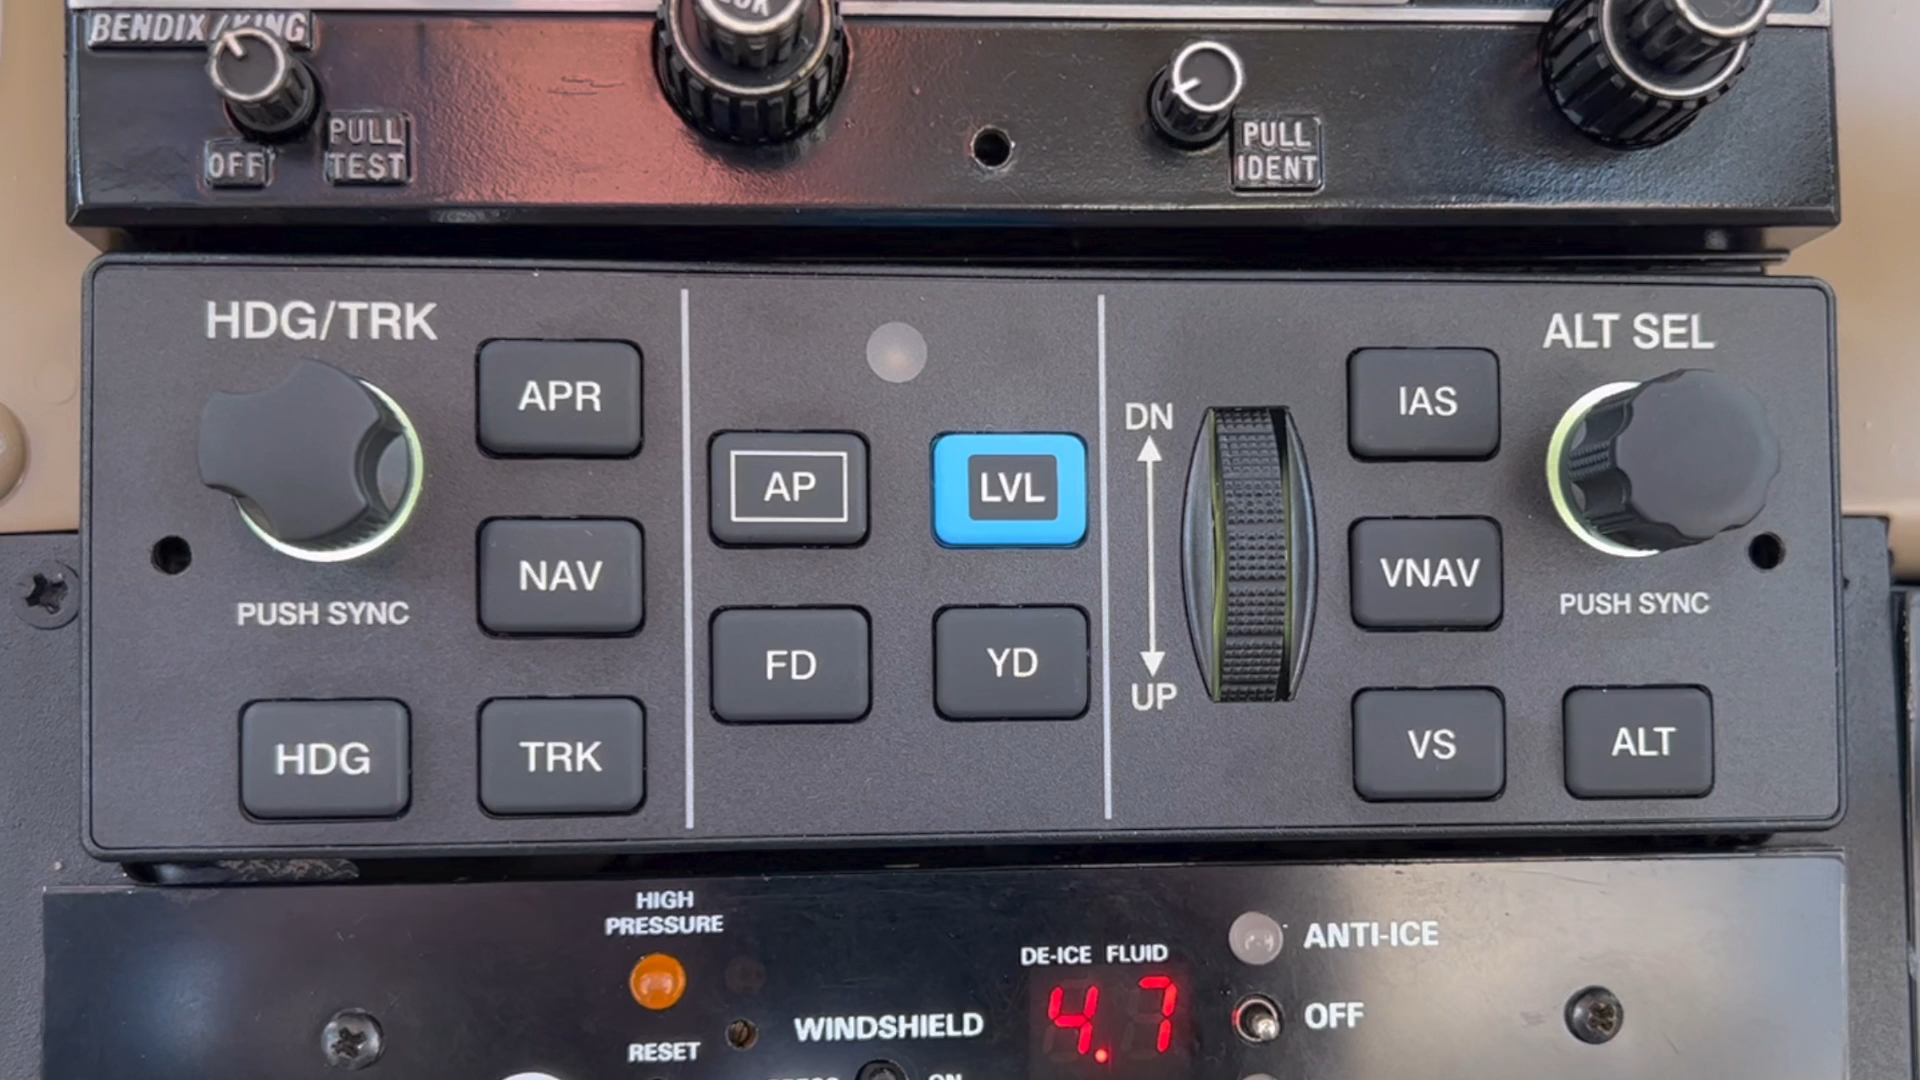 BENDIX/KING
OFF
PULL
TEST
PULL
IDENT
HDG/TRK
APR
NAV
PUSH SYNC
HDG
TRK
AP
LVL
FD
YD
DN
UP
IAS
VNAV
VS
ALT SEL
PUSH SYNC
ALT
HIGH
PRESSURE
RESET
WINDSHIELD
ON
DE-ICE FLUID
4.7
ANTI-ICE
OFF